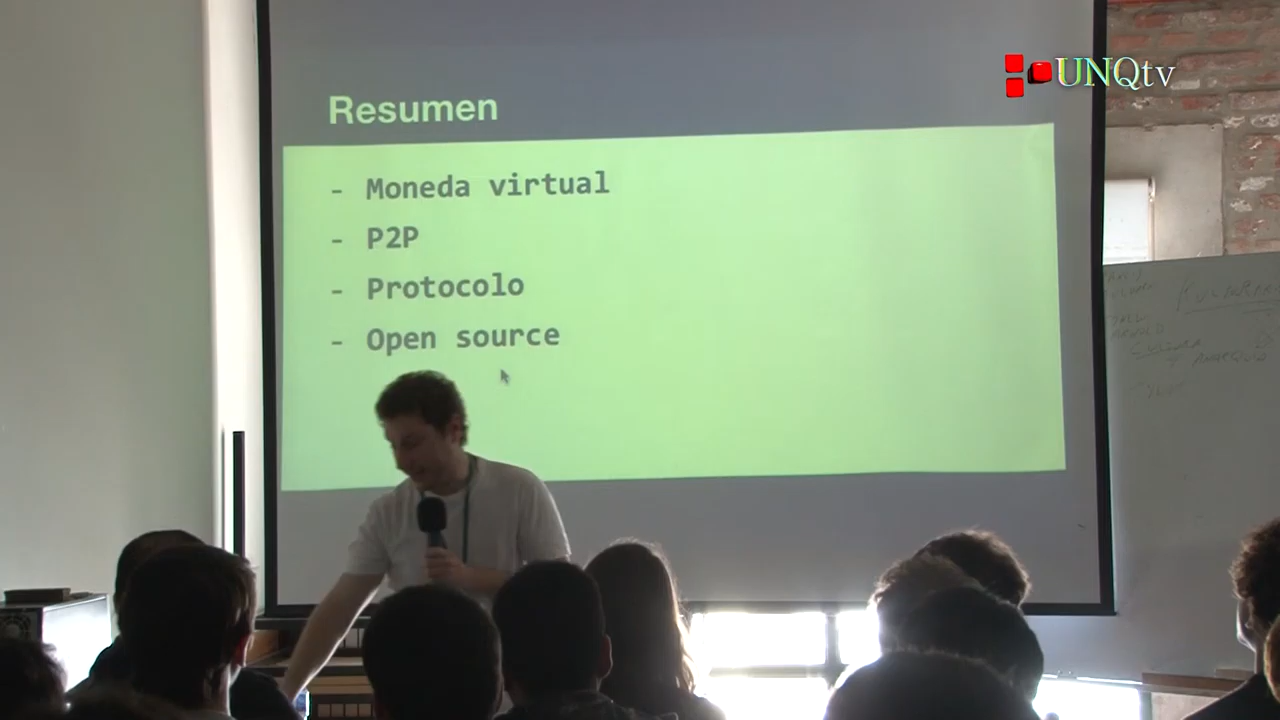 UNQtv
Resumen
- Moneda virtual
- P2P
- Protocolo
- Open source